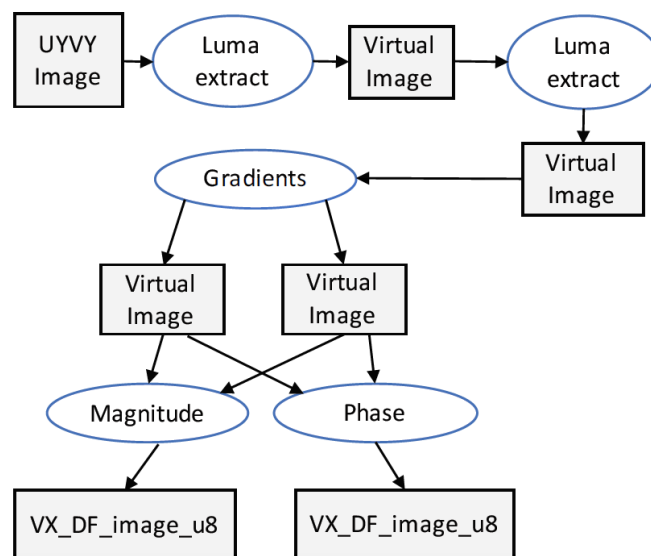 UYVY
Image
Luma
extract
Virtual
Image
Luma
extract
Virtual
Image
Gradients
Virtual
Image
Virtual
Image
Magnitude
Phase
VX_DF_image_u8
VX_DF_image_u8